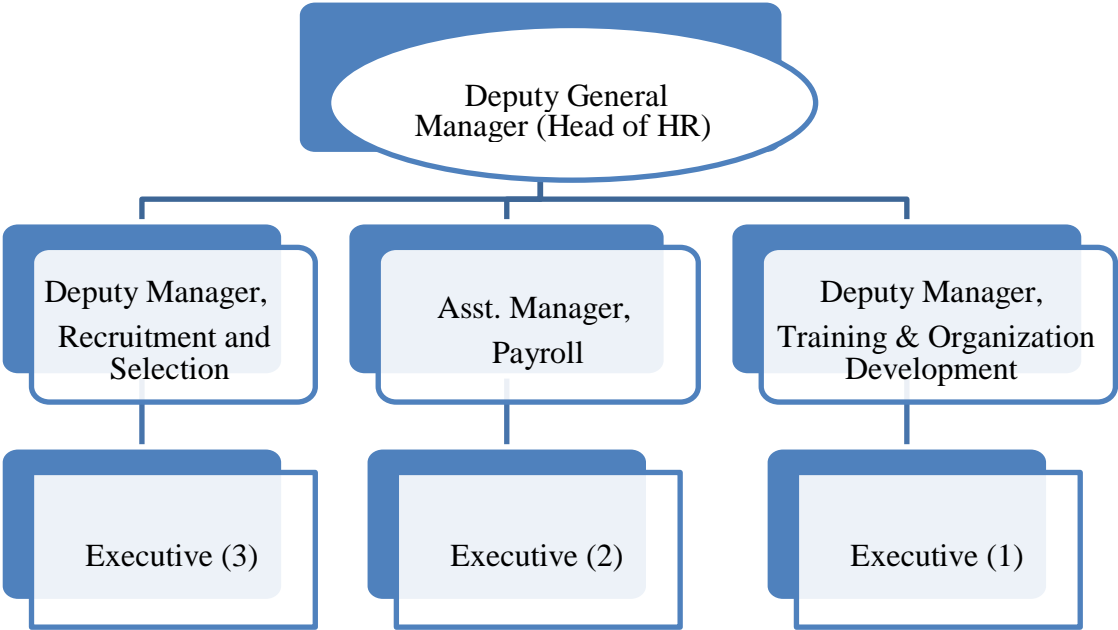 Deputy General
Manager (Head of HR)
Deputy Manager,
Recruitment and
Selection
Asst. Manager,
Payroll
Deputy Manager,
Training & Organization
Development
Executive (3)
Executive (2)
Executive (1)